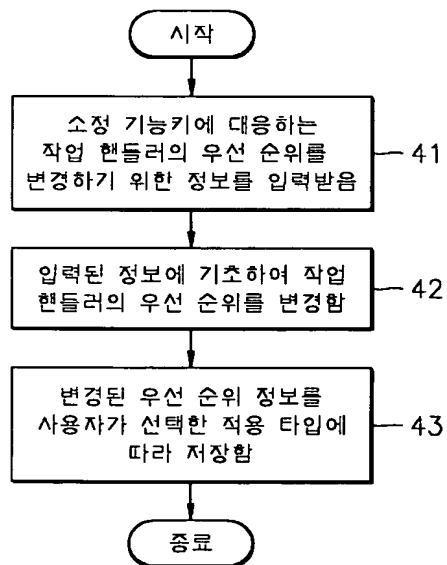 시작
소정 기능키에 대응하는
작업 핸들러의 우선 순위를
변경하기 위한 정보를 입력받음
41
입력된 정보에 기초하여 작업
핸들러의 우선 순위를 변경함
42
변경된 우선 순위 정보를
사용자가 선택한 적용 타입에
따라 저장함
43
종료